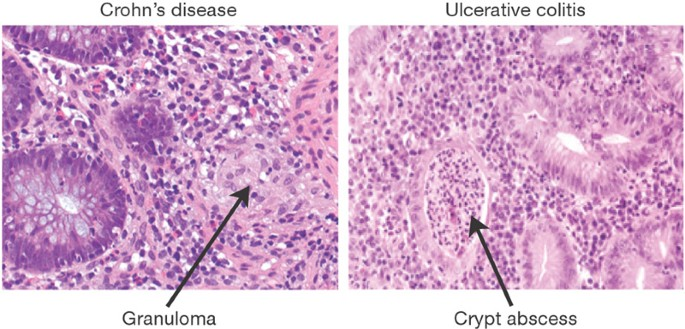 Crohn's disease
Ulcerative colitis
Granuloma
Crypt abscess